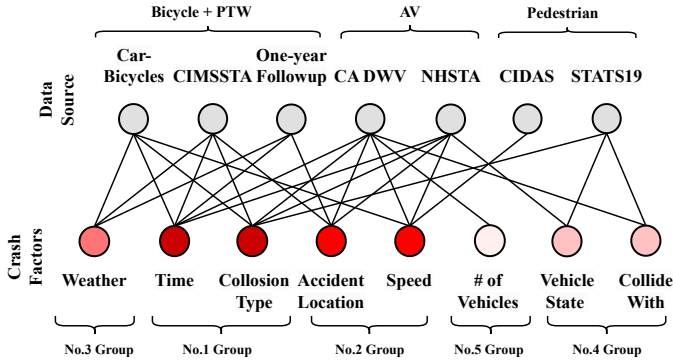 Bicycle + PTW AV Pedestrian
Car-
Bicycles
CIMSSTA
One-year
Followup
CA DWV
NHSTA
CIDAS
STATS19
Data
Source
Crash
Factors
Weather
Time
Collosion
Type
Accident
Location
Speed
# of
Vehicles
Vehicle
State
Collide
With
No.3 Group No.1 Group No.2 Group No.5 Group No.4 Group